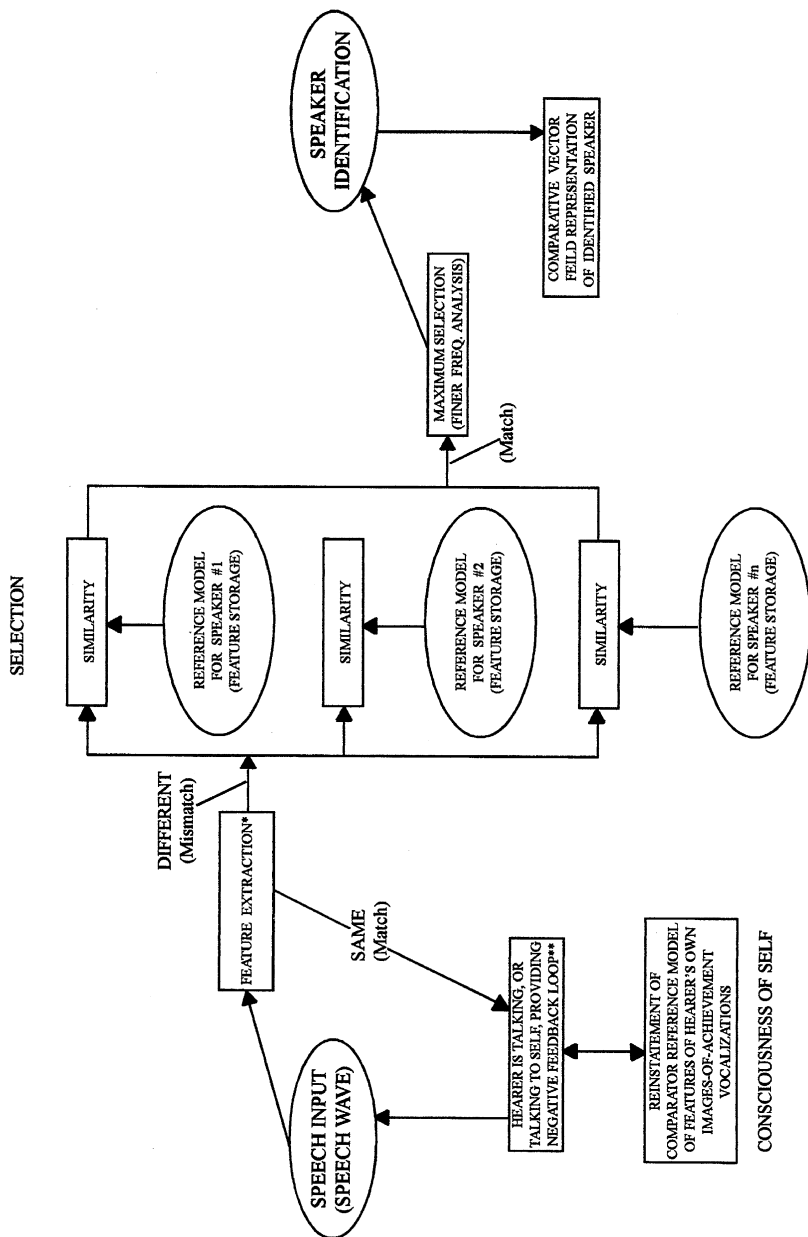 SELECTION
SPEECH INPUT
(SPEECH WAVE)
FEATURE EXTRACTION*
DIFFERENT
(Mismatch)
SAME
(Match)
HEARER IS TALKING, OR
TALKING TO SELF, PROVIDING
NEGATIVE FEEDBACK LOOP**
REINSTATEMENT OF
COMPARATOR REFERENCE MODEL
OF FEATURES OF HEARER'S OWN
IMAGES-OF-ACHIEVEMENT
VOCALIZATIONS
CONSCIOUSNESS OF SELF
SIMILARITY
REFERENCE MODEL
FOR SPEAKER #1
(FEATURE STORAGE)
SIMILARITY
REFERENCE MODEL
FOR SPEAKER #2
(FEATURE STORAGE)
SIMILARITY
REFERENCE MODEL
FOR SPEAKER #n
(FEATURE STORAGE)
(Match)
MAXIMUM SELECTION
(FINER FREQ. ANALYSIS)
SPEAKER
IDENTIFICATION
COMPARATIVE VECTOR
FEILD REPRESENTATION
OF IDENTIFIED SPEAKER